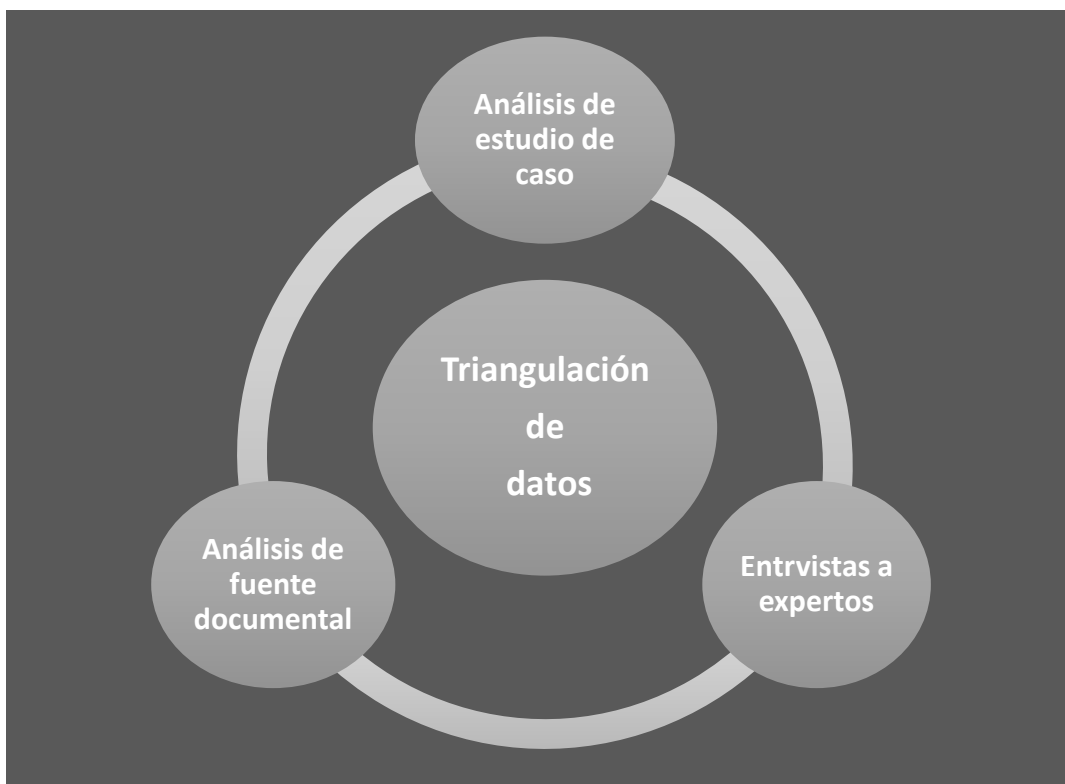 Análisis de
estudio de
caso
Triangulación
de
datos
Análisis de
fuente
documental
Entrvistas a
expertos